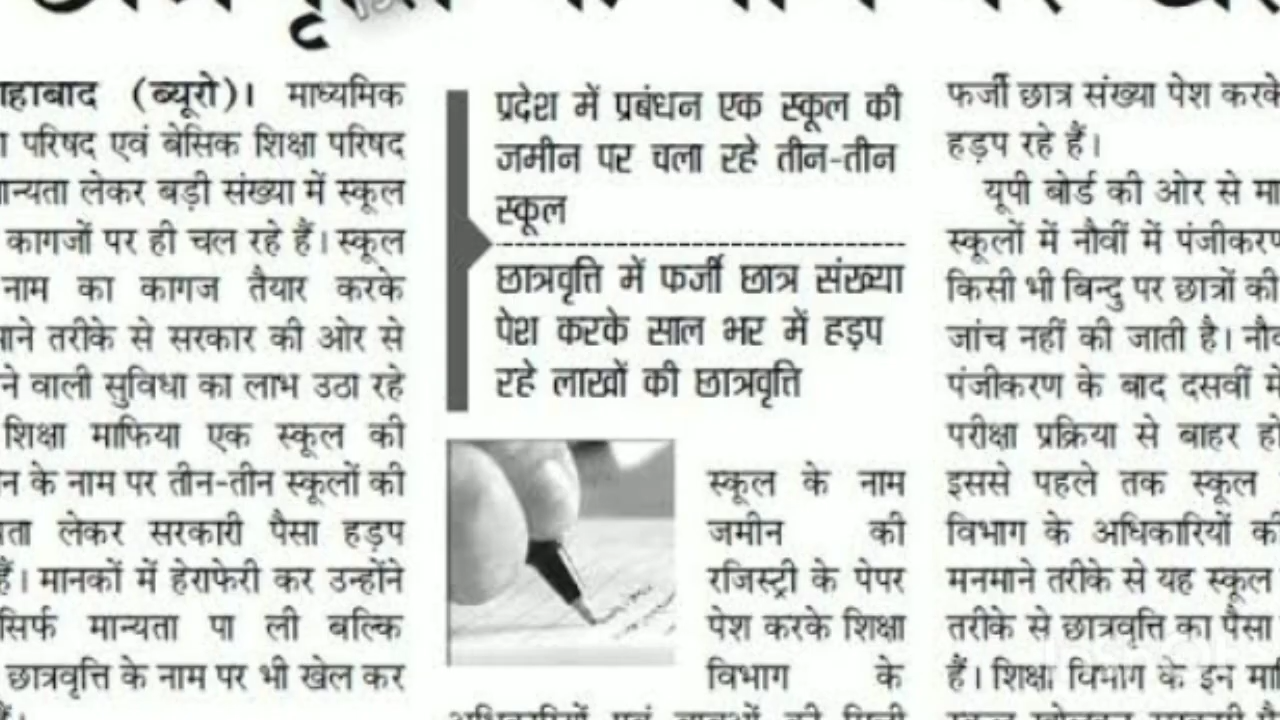 (ब्यूरो)। माध्यमिक
परिषद एवं बेसिक शिक्षा परिषद
लेकर बड़ी संख्या में स्कूल
कागजों पर ही चल रहे हैं। स्कूल
नाम का कागज तैयार करके
तरीके से सरकार की ओर से
वाली सुविधा का लाभ उठा रहे
शिक्षा माफिया एक स्कूल की
के नाम पर तीन-तीन स्कूलों की
लेकर सरकारी पैसा हड़प
हैं। मानकों में हेराफेरी कर उन्होंने
सिर्फ मान्यता पा ली बल्कि
छात्रवृत्ति के नाम पर भी खेल कर
प्रदेश में प्रबंधन एक स्कूल की
जमीन पर चला रहे तीन-तीन
स्कूल
छात्रवृत्ति में फर्जी छात्र संख्या
पेश करके साल भर में हड़प
रहे लाखों की छात्रवृत्ति
स्कूल के नाम
जमीन की
रजिस्ट्री के पेपर
पेश करके शिक्षा
विभाग के
फर्जी छात्र संख्या पेश करके
हड़प रहे हैं।
यूपी बोर्ड की ओर से
स्कूलों में नौवीं में
किसी भी बिन्दु पर छात्रों की
जांच नहीं की जाती है।
पंजीकरण के बाद दसवीं में
परीक्षा प्रक्रिया से बाहर
इससे पहले तक स्कूल
विभाग के अधिकारियों की
मनमाने तरीके से यह स्कूल
तरीके से छात्रवृत्ति का पैसा
हैं। शिक्षा विभाग के इन